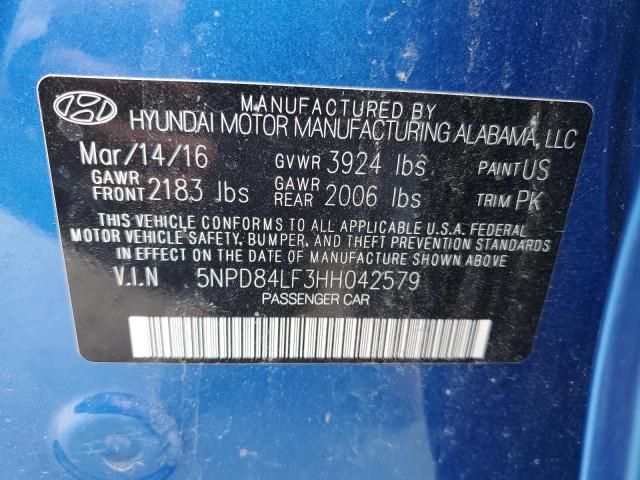 MANUFACTURED BY
HYUNDAI MOTOR MANUFACTURING ALABAMA, LLC
Mar/14/16 GVWR 3924 lbs PAINT US
GAWR FRONT 2183 lbs GAWR REAR 2006 lbs TRIM PK
THIS VEHICLE CONFORMS TO ALL APPLICABLE U.S.A. FEDERAL
MOTOR VEHICLE SAFETY, BUMPER, AND THEFT PREVENTION STANDARDS
IN EFFECT ON THE DATE OF MANUFACTURE SHOWN ABOVE.
V.I.N 5NPD84LF3HH042579
PASSENGER CAR